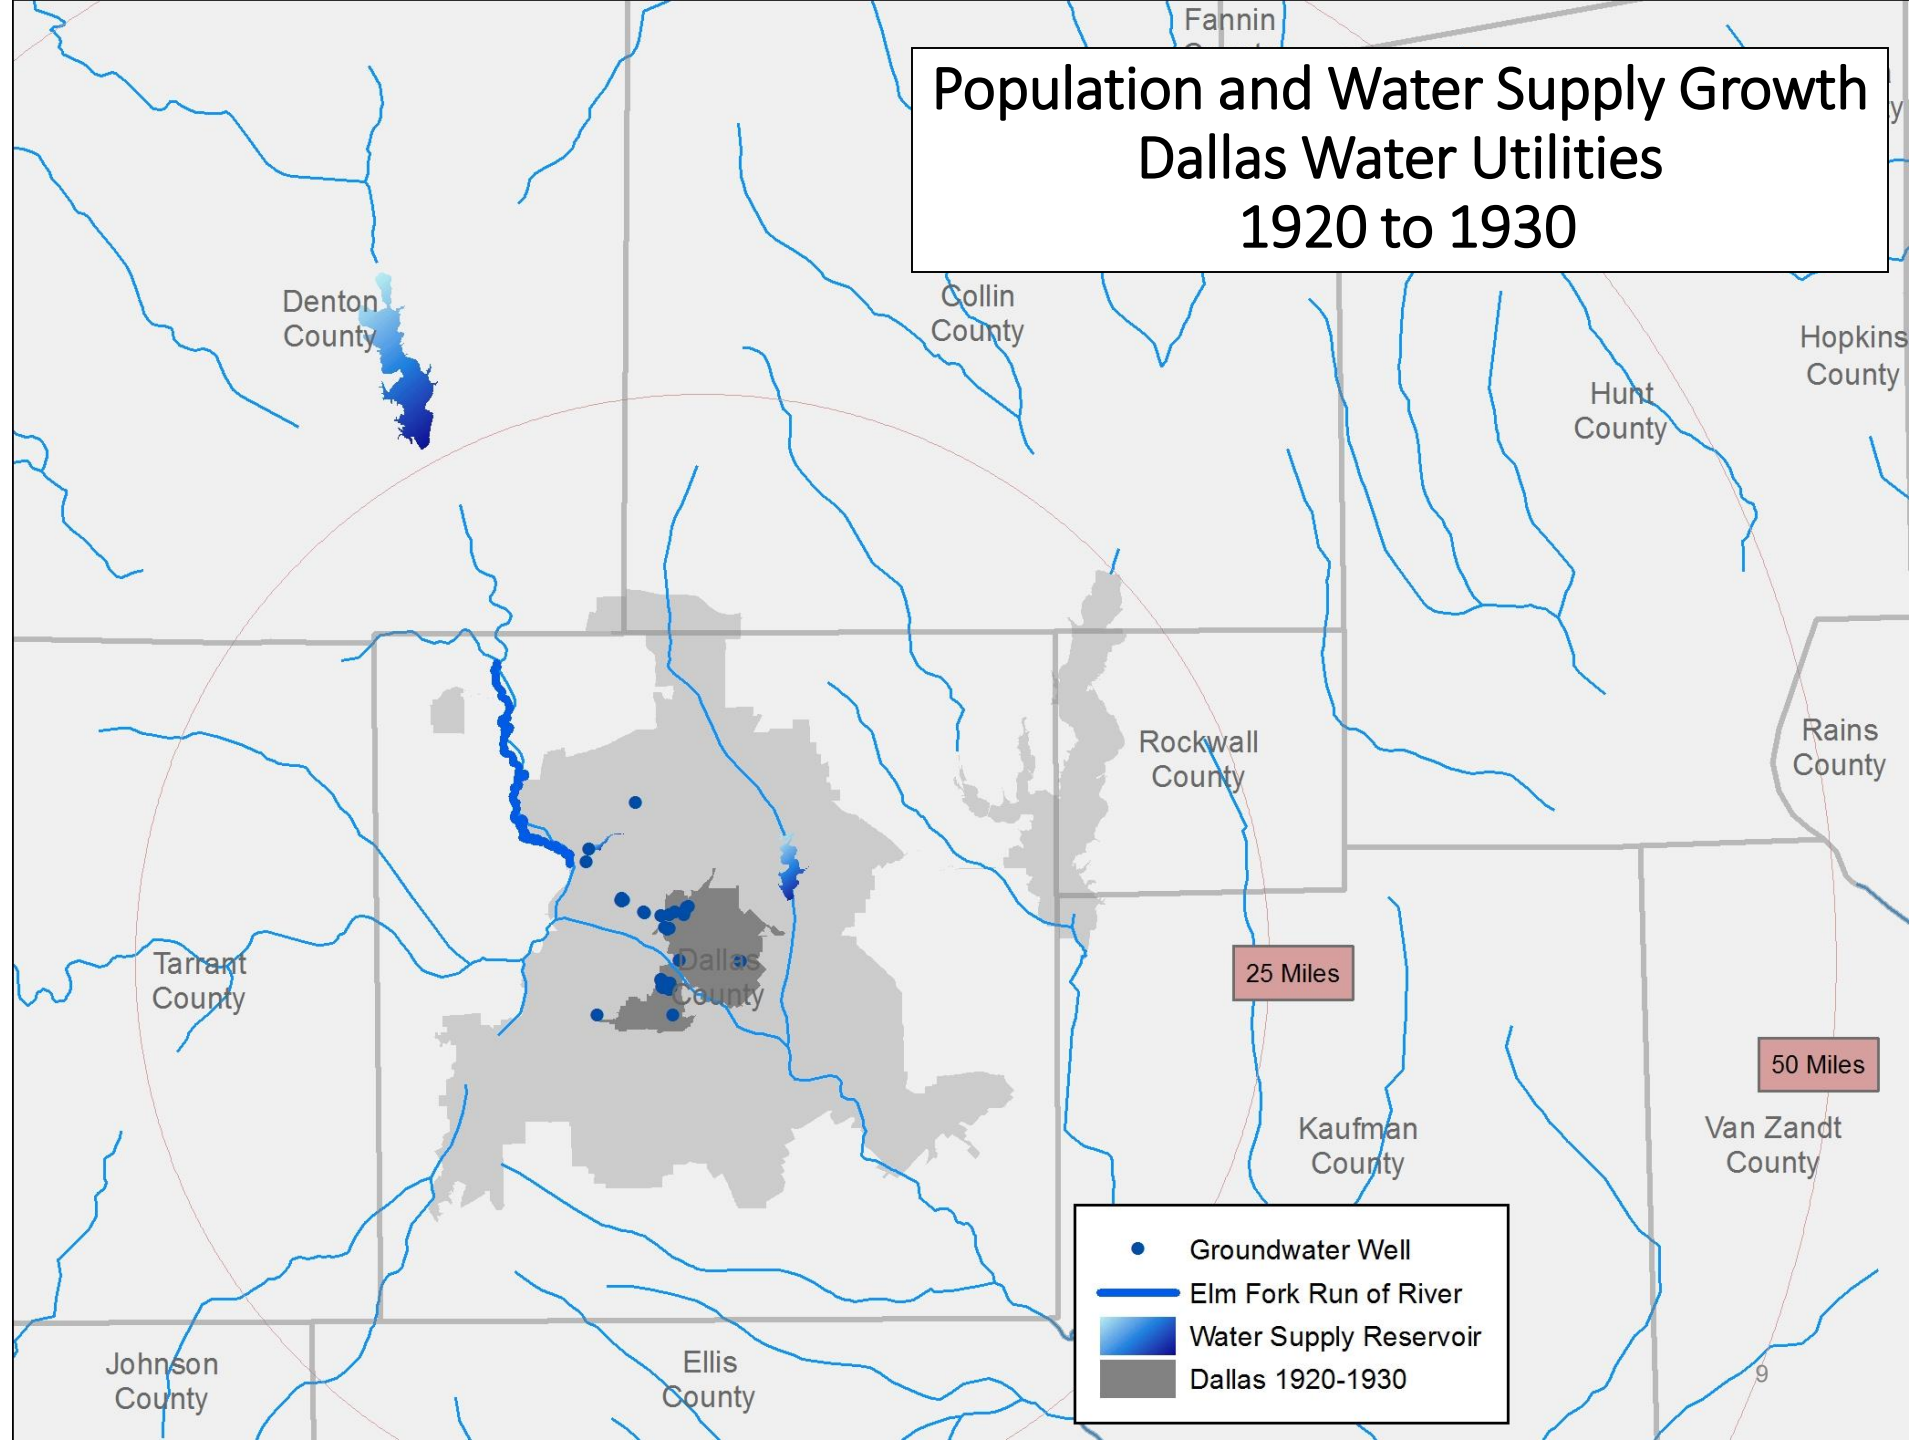 Fannin
Population and Water Supply Growth
Dallas Water Utilities
1920 to 1930
Denton
County
Collin
County
Hopkins
County
Hunt
County
Rockwall
County
Rains
County
Tarrant
County
Dallas
County
25 Miles
50 Miles
Kaufman
County
Van Zandt
County
Groundwater Well
Elm Fork Run of River
Water Supply Reservoir
Dallas 1920-1930
Johnson
County
Ellis
County
9